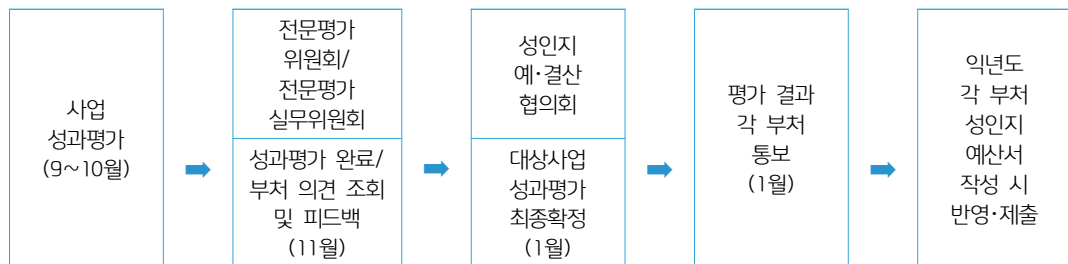 사업
성과평가
(9~10월)
전문평가
위원회/
전문평가
실무위원회
성과평가 완료/
부처 의견 조회
및 피드백
(11월)
성인지
예·결산
협의회
대상사업
성과평가
최종확정
(1월)
평가 결과
각 부처
통보
(1월)
익년도
각 부처
성인지
예산서
작성 시
반영·제출